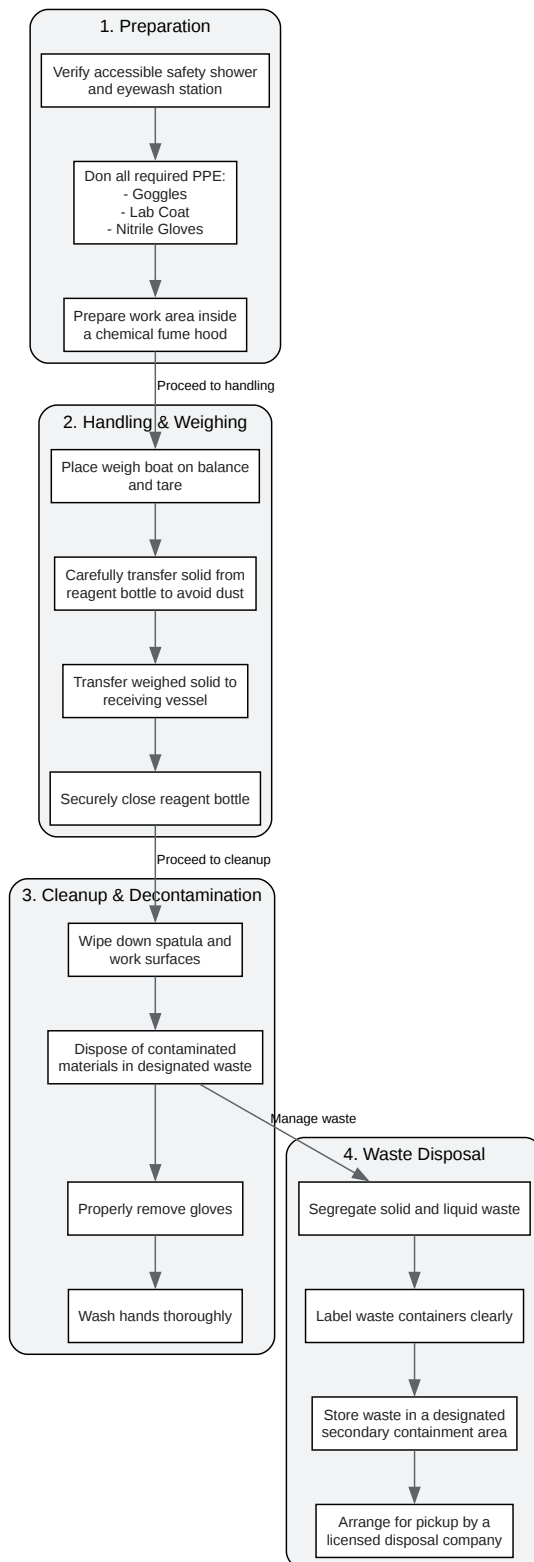 1. Preparation
Verify accessible safety shower
and eyewash station
Don all required PPE:
- Goggles
- Lab Coat
- Nitrile Gloves
Prepare work area inside
a chemical fume hood
Proceed to handling
2. Handling & Weighing
Place weigh boat on balance
and tare
Carefully transfer solid from
reagent bottle to avoid dust
Transfer weighed solid to
receiving vessel
Securely close reagent bottle
Proceed to cleanup
3. Cleanup & Decontamination
Wipe down spatula and
work surfaces
Dispose of contaminated
materials in designated waste
Manage waste
Properly remove gloves
Wash hands thoroughly
4. Waste Disposal
Segregate solid and liquid waste
Label waste containers clearly
Store waste in a designated
secondary containment area
Arrange for pickup by a
licensed disposal company